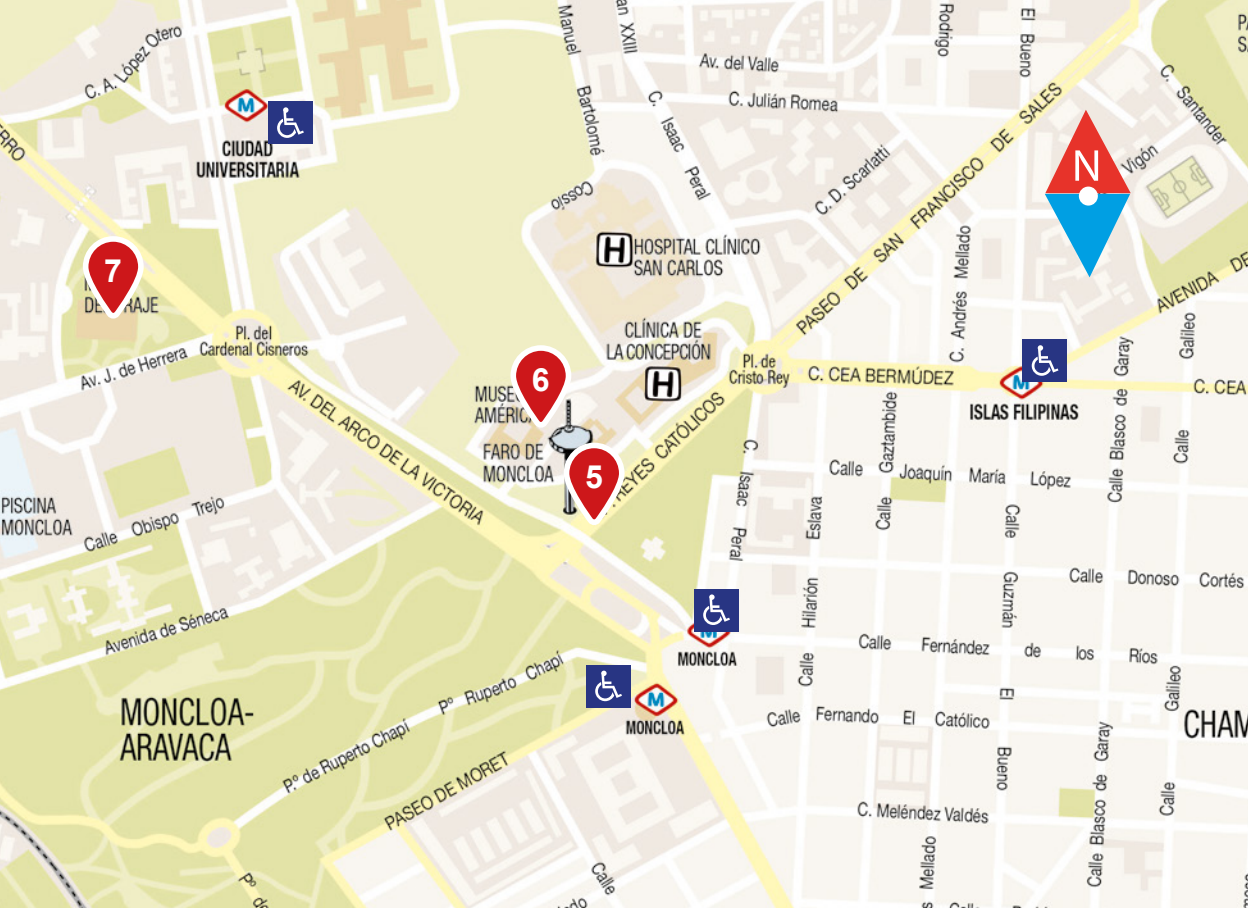 C. A. López Otero
M
CIUDAD
UNIVERSITARIA
Manuel
Bartolomé
Cossío
XXIII
C. Isaac Peral
Av. del Valle
C. Julián Romea
Rodrigo
El Bueno
C. Santander
Vigón
N
C. D. Scarlatti
PASEO DE SAN FRANCISCO DE SALES
H
HOSPITAL CLÍNICO
SAN CARLOS
C. Andrés Mellado
AVENIDA DE
7
Pl. del
Cardenal Cisneros
Av. J. de Herrera
CLÍNICA DE
LA CONCEPCIÓN
H
Pl. de
Cristo Rey
C. CEA BERMÚDEZ
M
ISLAS FILIPINAS
C. CEA
Calle Galileo
Calle Blasco de Garay
6
FARO DE
MONCLOA
5
REYES CATÓLICOS
AV. DEL ARCO DE LA VICTORIA
C. Isaac Peral
Calle Gaztambide
Calle Joaquín María López
Calle Hilarión Eslava
Calle Guzmán El Bueno
PISCINA
MONCLOA
Calle Obispo Trejo
Calle Donoso Cortés
Avenida de Séneca
MONCLOA
Calle Fernández de los Ríos
Pº Ruperto Chapí
M
MONCLOA
Calle Fernando El Católico
Calle Galileo
MONCLOA-
ARAVACA
P.º de Ruperto Chapí
PASEO DE MORET
C. Meléndez Valdés
Calle Blasco de Garay
Mellado
Calle
Pº de